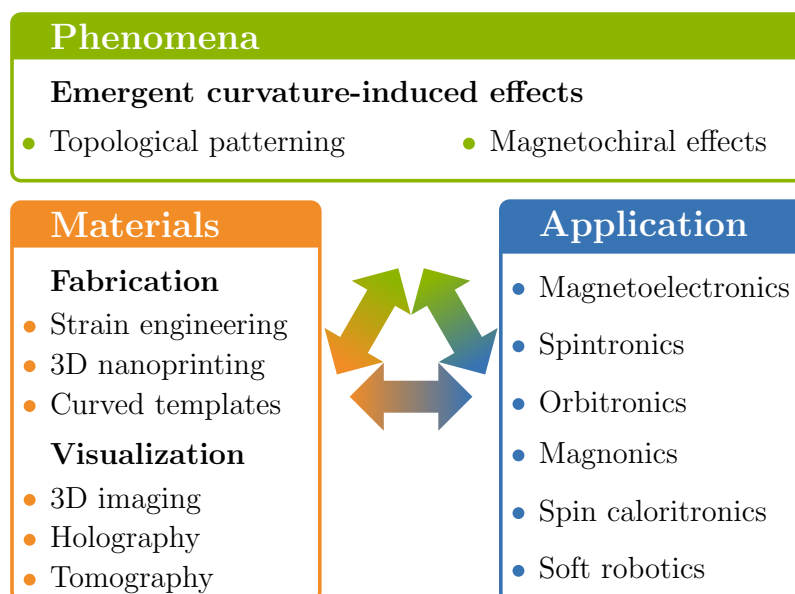 Phenomena
Emergent curvature-induced effects
• Topological patterning
• Magnetochiral effects
Materials
Fabrication
• Strain engineering
• 3D nanoprinting
• Curved templates
Visualization
• 3D imaging
• Holography
• Tomography
Application
• Magnetoelectronics
• Spintronics
• Orbitronics
• Magnonics
• Spin caloritronics
• Soft robotics